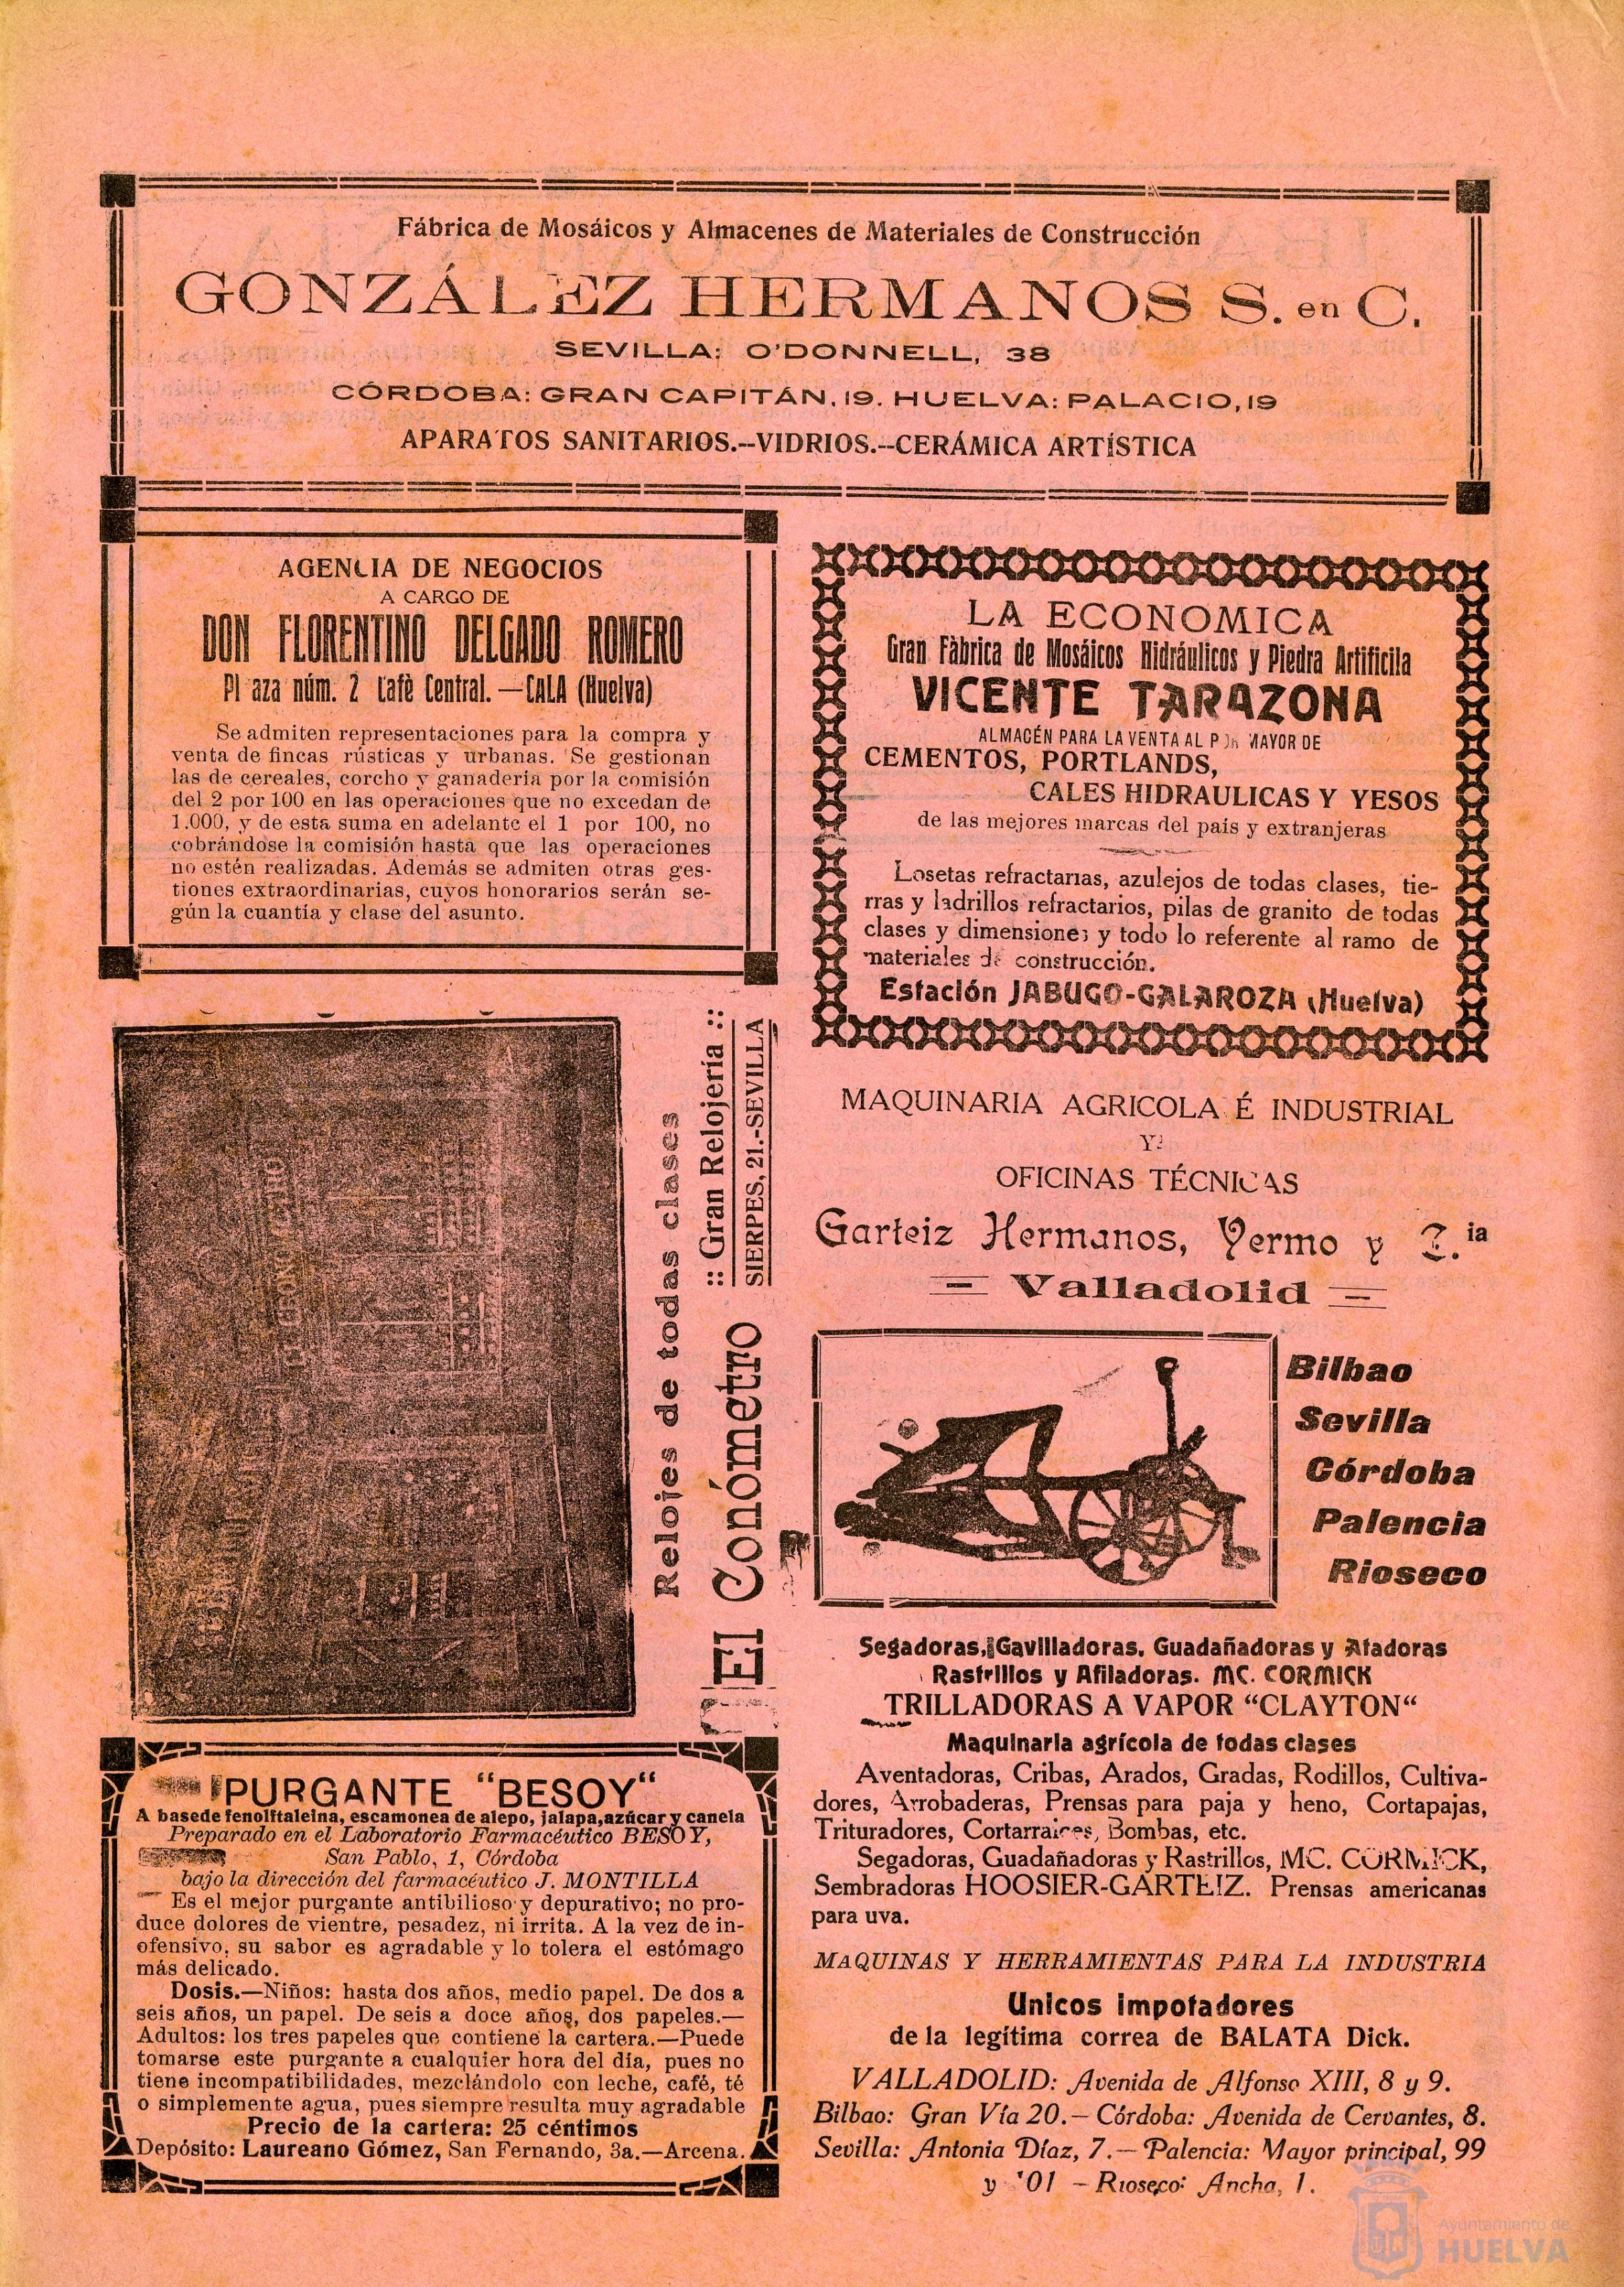 Fábrica de Mosáicos y Almacenes de Materiales de Construcción
GONZÁLEZ HERMANOS S. en C.
SEVILLA: O'DONNELL, 38
CÓRDOBA: GRAN CAPITÁN, 19. HUELVA: PALACIO, 19
APARATOS SANITARIOS.--VIDRIOS.--CERÁMICA ARTÍSTICA
AGENCIA DE NEGOCIOS
A CARGO DE
DON FLORENTINO DELGADO ROMERO
Pl aza núm. 2 Cafè Central. —CALA (Huelva)
Se admiten representaciones para la compra y
venta de fincas rústicas y urbanas. Se gestionan
las de cereales, corcho y ganadería por la comisión
del 2 por 100 en las operaciones que no excedan de
1.000, y de esta suma en adelante el 1 por 100, no
cobrándose la comisión hasta que las operaciones
no estén realizadas. Además se admiten otras ges-
tiones extraordinarias, cuyos honorarios serán se-
gún la cuantía y clase del asunto.
LA ECONOMICA
Gran Fàbrica de Mosáicos Hidráulicos y Piedra Artificila
VICENTE TARAZONA
ALMACÉN PARA LA VENTA AL POR MAYOR DE
CEMENTOS, PORTLANDS,
CALES HIDRAULICAS Y YESOS
de las mejores marcas del país y extranjeras
Losetas refractarias, azulejos de todas clases, tie-
rras y ladrillos refractarios, pilas de granito de todas
clases y dimensiones y todo lo referente al ramo de
materiales de construcción.
Estación JABUGO-GALAROZA (Huelva)
Relojes de todas clases
El Conómetro :: Gran Relojería ::
SIERPES, 21.-SEVILLA
PURGANTE "BESOY"
A basede fenolftaleina, escamonea de alepo, jalapa,azúcar y canela
Preparado en el Laboratorio Farmacéutico BESOY,
San Pablo, 1, Córdoba
bajo la dirección del farmacéutico J. MONTILLA
Es el mejor purgante antibilioso y depurativo; no pro-
duce dolores de vientre, pesadez, ni irrita. A la vez de in-
ofensivo, su sabor es agradable y lo tolera el estómago
más delicado.
Dosis.—Niños: hasta dos años, medio papel. De dos a
seis años, un papel. De seis a doce años, dos papeles.—
Adultos: los tres papeles que contiene la cartera.—Puede
tomarse este purgante a cualquier hora del día, pues no
tiene incompatibilidades, mezclándolo con leche, café, té
o simplemente agua, pues siempre resulta muy agradable
Precio de la cartera: 25 céntimos
Depósito: Laureano Gómez, San Fernando, 3a.—Arcena.
MAQUINARIA AGRICOLA É INDUSTRIAL
Y
OFICINAS TÉCNICAS
Garteiz Hermanos, Yermo y C.ia
Valladolid
Bilbao
Sevilla
Córdoba
Palencia
Rioseco
Segadoras, Gavilladoras, Guadañadoras y Atadoras
Rastrillos y Afiladoras. MC. CORMICK
TRILLADORAS A VAPOR "CLAYTON"
Maquinaria agrícola de todas clases
Aventadoras, Cribas, Arados, Gradas, Rodillos, Cultiva-
dores, Arrobaderas, Prensas para paja y heno, Cortapajas,
Trituradores, Cortarraices, Bombas, etc.
Segadoras, Guadañadoras y Rastrillos, MC. CORMICK,
Sembradoras HOOSIER-GARTEIZ. Prensas americanas
para uva.
MAQUINAS Y HERRAMIENTAS PARA LA INDUSTRIA
Unicos impotadores
de la legítima correa de BALATA Dick.
VALLADOLID: Avenida de Alfonso XIII, 8 y 9.
Bilbao: Gran Vía 20.— Córdoba: Avenida de Cervantes, 8.
Sevilla: Antonia Díaz, 7.— Palencia: Mayor principal, 99
y 101 — Rioseco: Ancha, 1.
Ayuntamiento de
HUELVA